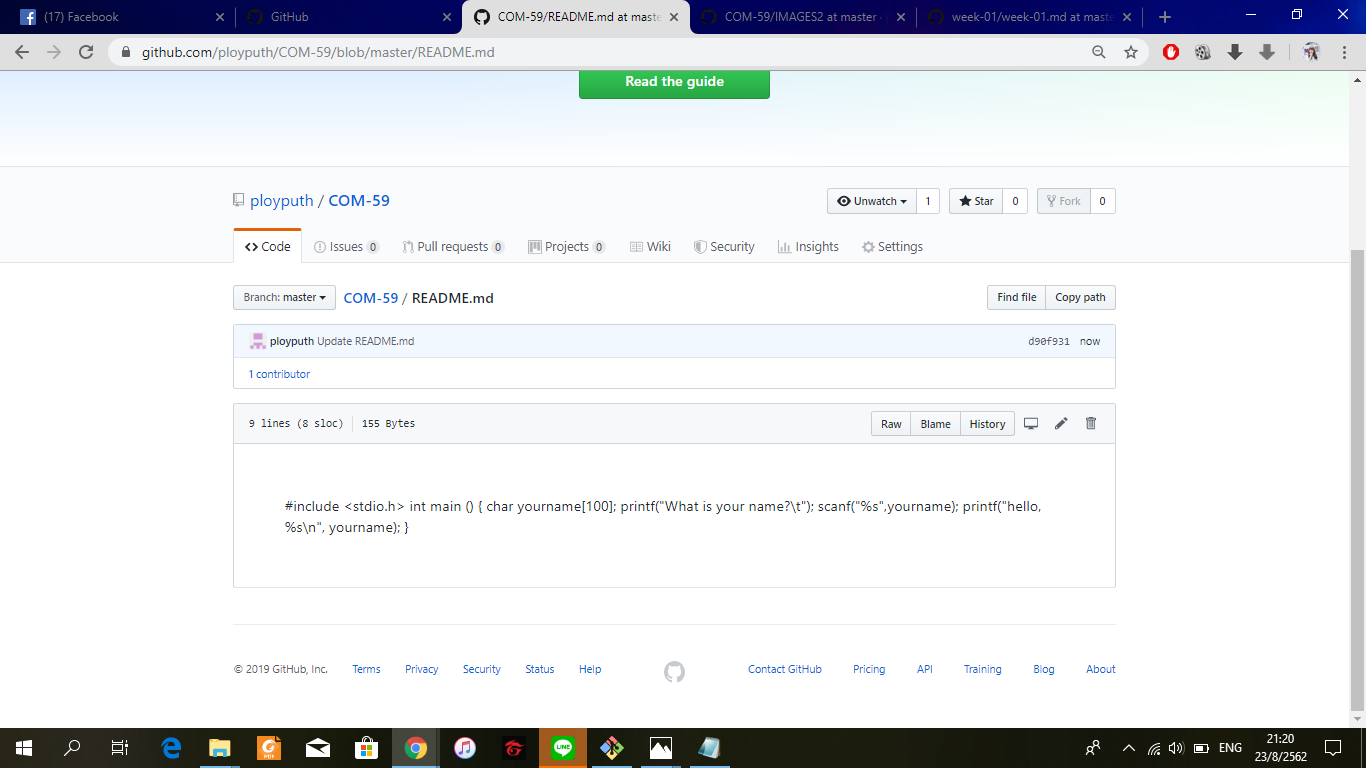 (17) Facebook
GitHub
COM-59/README.md at maste
COM-59/IMAGES2 at master ·
week-01/week-01.md at maste
github.com/ployputh/COM-59/blob/master/README.md
Read the guide
ployputh / COM-59
Unwatch 1
Star 0
Fork 0
Code
Issues 0
Pull requests 0
Projects 0
Wiki
Security
Insights
Settings
Branch: master
COM-59 / README.md
Find file
Copy path
ployputh Update README.md
d90f931 now
1 contributor
9 lines (8 sloc)
155 Bytes
Raw
Blame
History
#include <stdio.h> int main () { char yourname[100]; printf("What is your name?\t"); scanf("%s",yourname); printf("hello,
%s\n", yourname); }
© 2019 GitHub, Inc.
Terms
Privacy
Security
Status
Help
Contact GitHub
Pricing
API
Training
Blog
About
PDF
LINE
ENG
21:20
23/8/2562